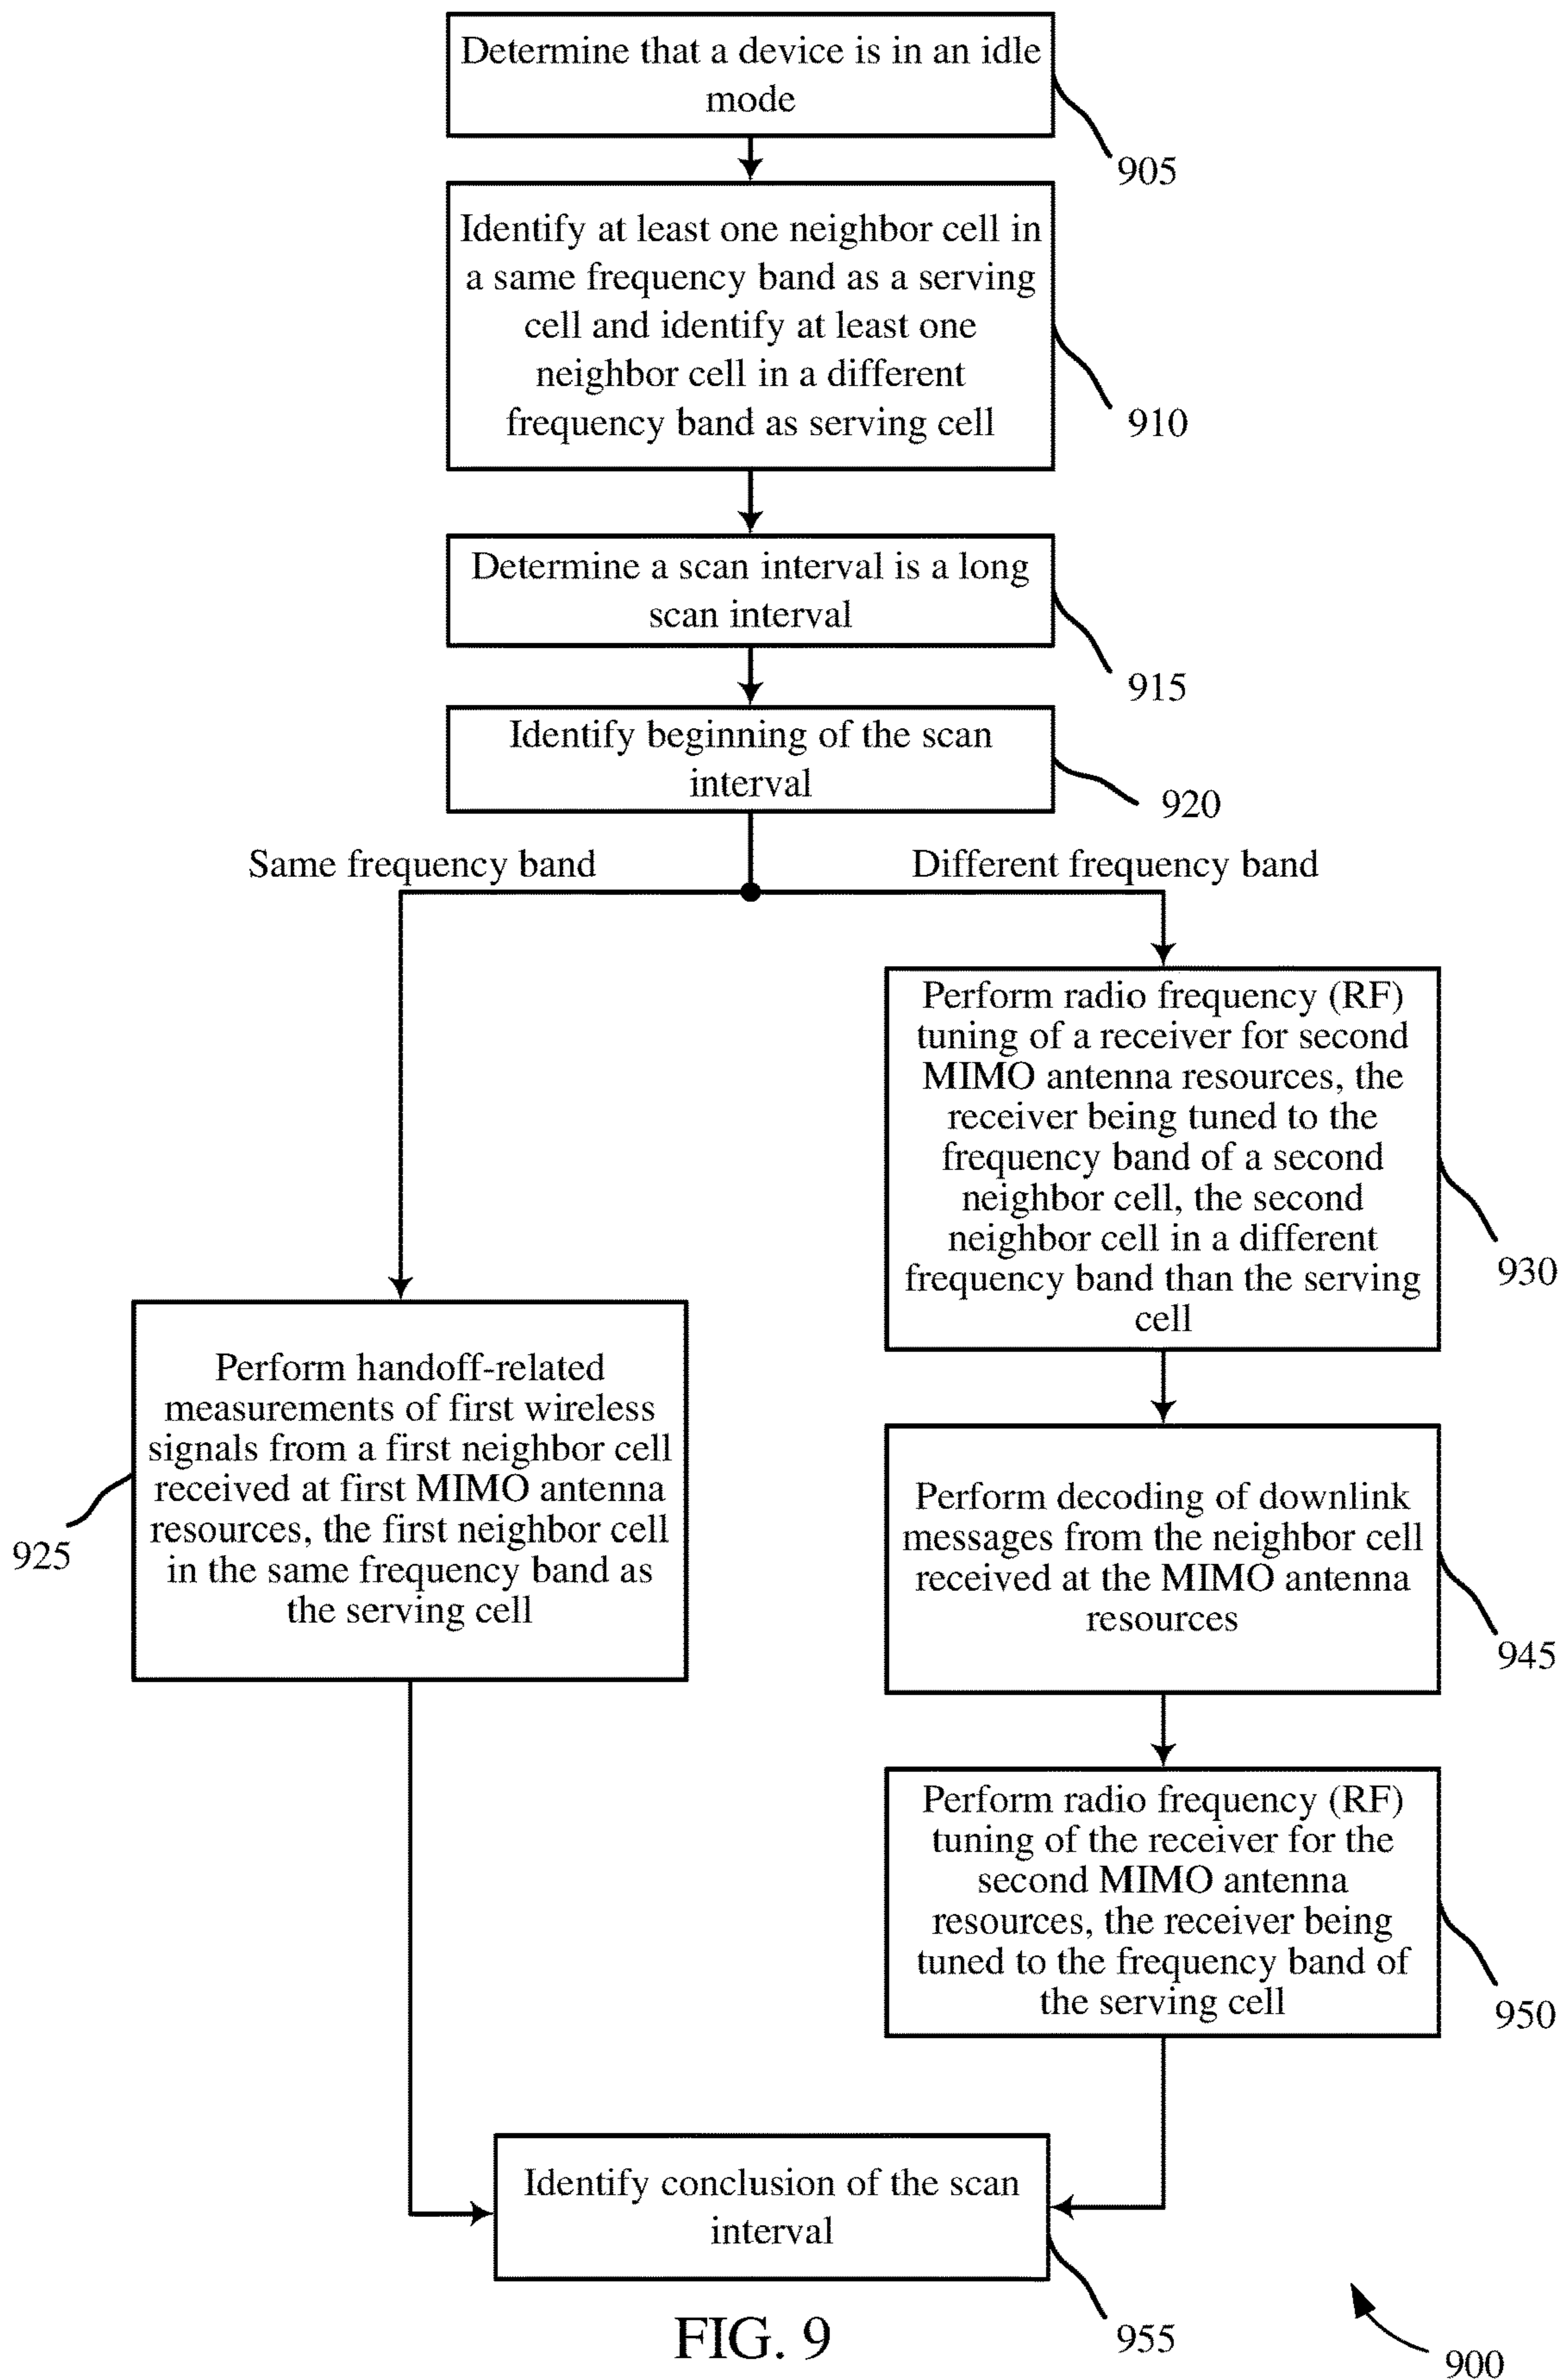 Determine that a device is in an idle
mode
905
Identify at least one neighbor cell in
a same frequency band as a serving
cell and identify at least one
neighbor cell in a different
frequency band as serving cell
910
Determine a scan interval is a long
scan interval
915
Identify beginning of the scan
interval
920
Same frequency band
Different frequency band
Perform radio frequency (RF)
tuning of a receiver for second
MIMO antenna resources, the
receiver being tuned to the
frequency band of a second
neighbor cell, the second
neighbor cell in a different
frequency band than the serving
cell
930
Perform handoff-related
measurements of first wireless
signals from a first neighbor cell
received at first MIMO antenna
resources, the first neighbor cell
in the same frequency band as
the serving cell
925
Perform decoding of downlink
messages from the neighbor cell
received at the MIMO antenna
resources
945
Perform radio frequency (RF)
tuning of the receiver for the
second MIMO antenna
resources, the receiver being
tuned to the frequency band of
the serving cell
950
Identify conclusion of the scan
interval
955
FIG. 9
900